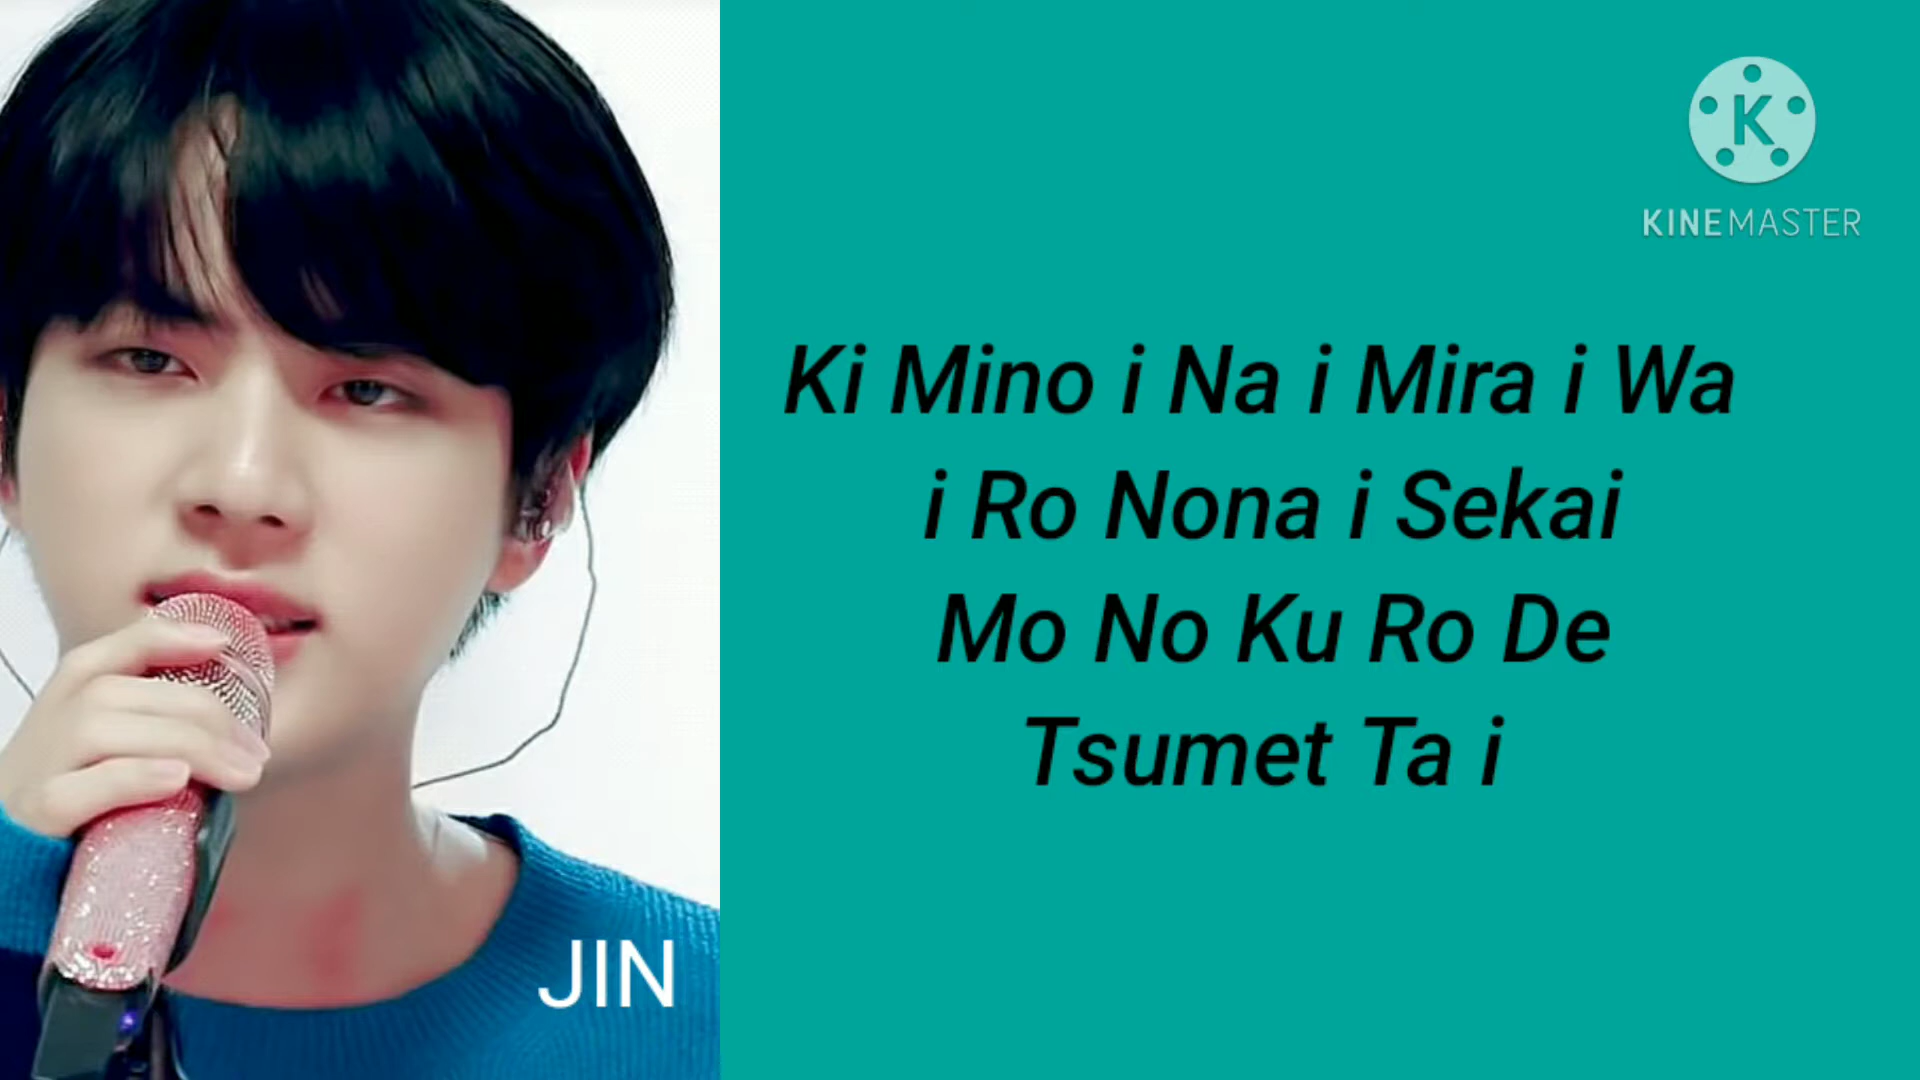 K
KINEMASTER
Ki Mino i Na i Mira i Wa
i Ro Nona i Sekai
Mo No Ku Ro De
Tsumet Ta i
JIN